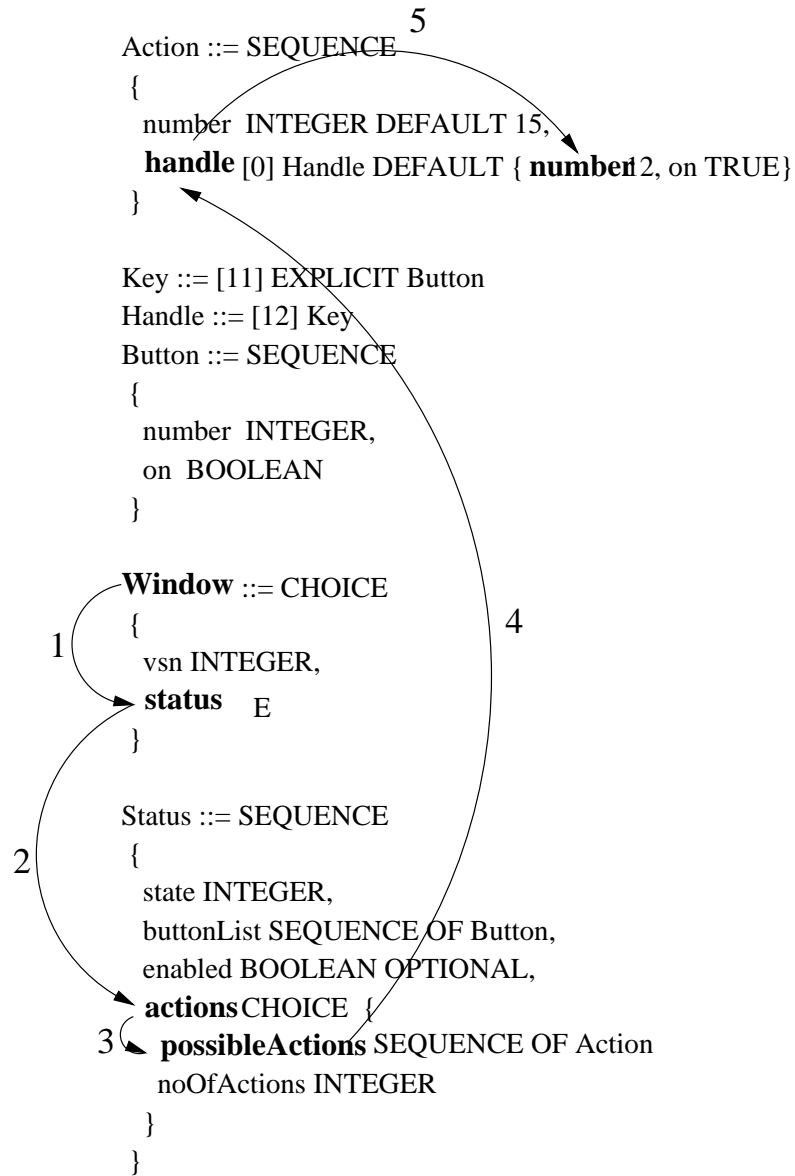 5
Action ::= SEQUENCE
{
number INTEGER DEFAULT 15,
handle [0] Handle DEFAULT { number12, on TRUE}
}
Key ::= [11] EXPLICIT Button
Handle ::= [12] Key
Button ::= SEQUENCE
{
number INTEGER,
on BOOLEAN
}
Window ::= CHOICE
{
4
1
vsn INTEGER,
status E
}
Status ::= SEQUENCE
2
{
state INTEGER,
buttonList SEQUENCE OF Button,
enabled BOOLEAN OPTIONAL,
actions CHOICE {
3
possibleActions SEQUENCE OF Action
noOfActions INTEGER
}
}